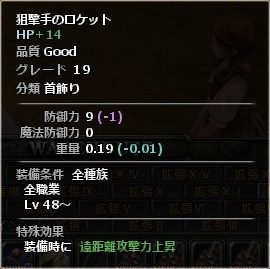 狙撃手のロケット
HP+14
品質 Good
グレード 19
分類 首飾り
防御力 9 (-1)
魔法防御力 0
重量 0.19 (-0.01)
装備条件 全種族
全職業
Lv 48～
特殊効果
装備時に 遠距離攻撃力上昇